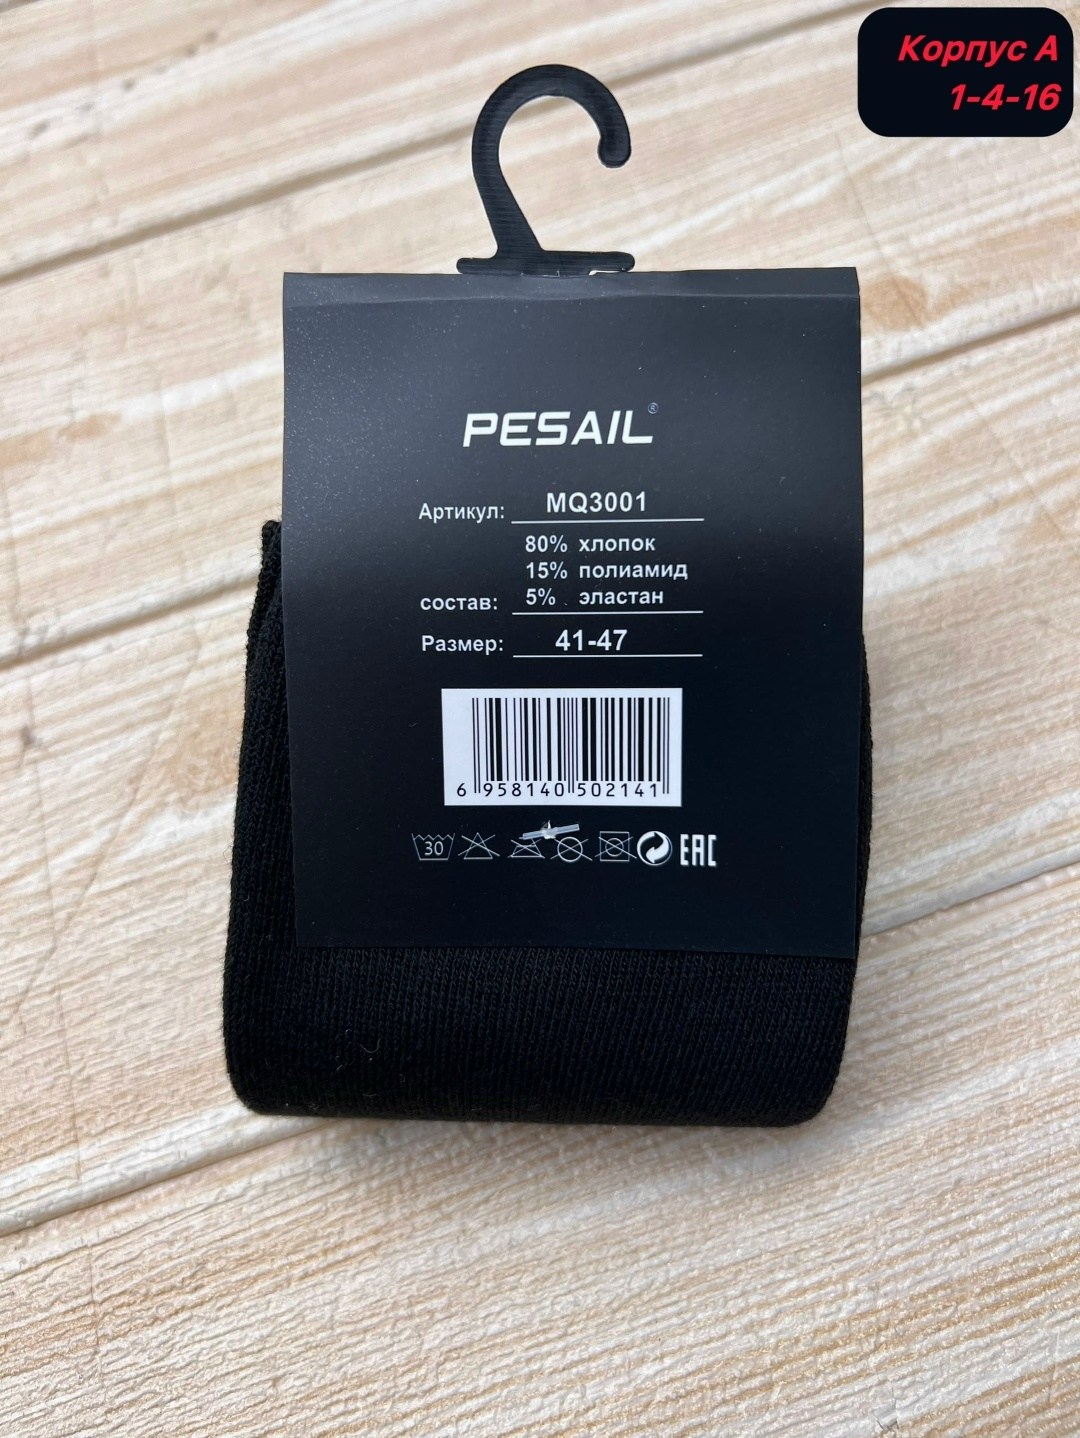 Корпус А
1-4-16
PESAIL®
Артикул: MQ3001
80% хлопок
15% полиамид
состав: 5% эластан
Размер: 41-47
6 958140 502141
30 EAC